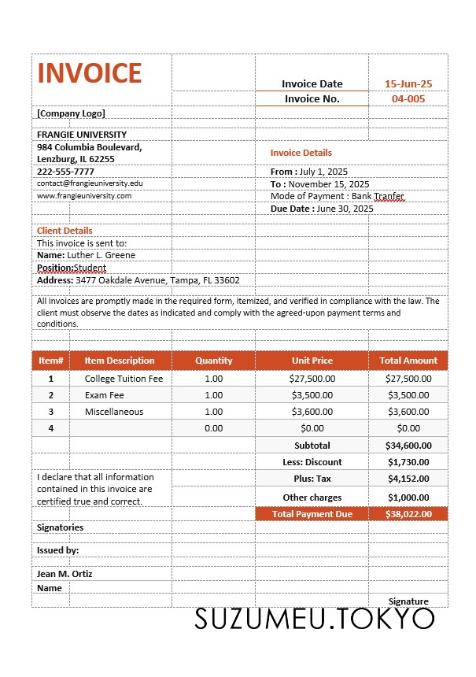 INVOICE
Invoice Date 15-Jun-25
Invoice No. 04-005
[Company Logo]
FRANGIE UNIVERSITY
984 Columbia Boulevard,
Lenzburg, IL 62255
222-555-7777
contact@frangieuniversity.edu
www.frangieuniversity.com
Invoice Details
From : July 1, 2025
To : November 15, 2025
Mode of Payment : Bank Tranfer
Due Date : June 30, 2025
Client Details
This invoice is sent to:
Name: Luther L. Greene
Position:Student
Address: 3477 Oakdale Avenue, Tampa, FL 33602
All invoices are promptly made in the required form, itemized, and verified in compliance with the law. The
client must observe the dates as indicated and comply with the agreed-upon payment terms and
conditions.
Item# Item Description Quantity Unit Price Total Amount
1 College Tuition Fee 1.00 $27,500.00 $27,500.00
2 Exam Fee 1.00 $3,500.00 $3,500.00
3 Miscellaneous 1.00 $3,600.00 $3,600.00
4 0.00 $0.00 $0.00
Subtotal $34,600.00
Less: Discount $1,730.00
Plus: Tax $4,152.00
Other charges $1,000.00
Total Payment Due $38,022.00
I declare that all information
contained in this invoice are
certified true and correct.
Signatories
Issued by:
Jean M. Ortiz
Name
Signature
SUZUMEU.TOKYO